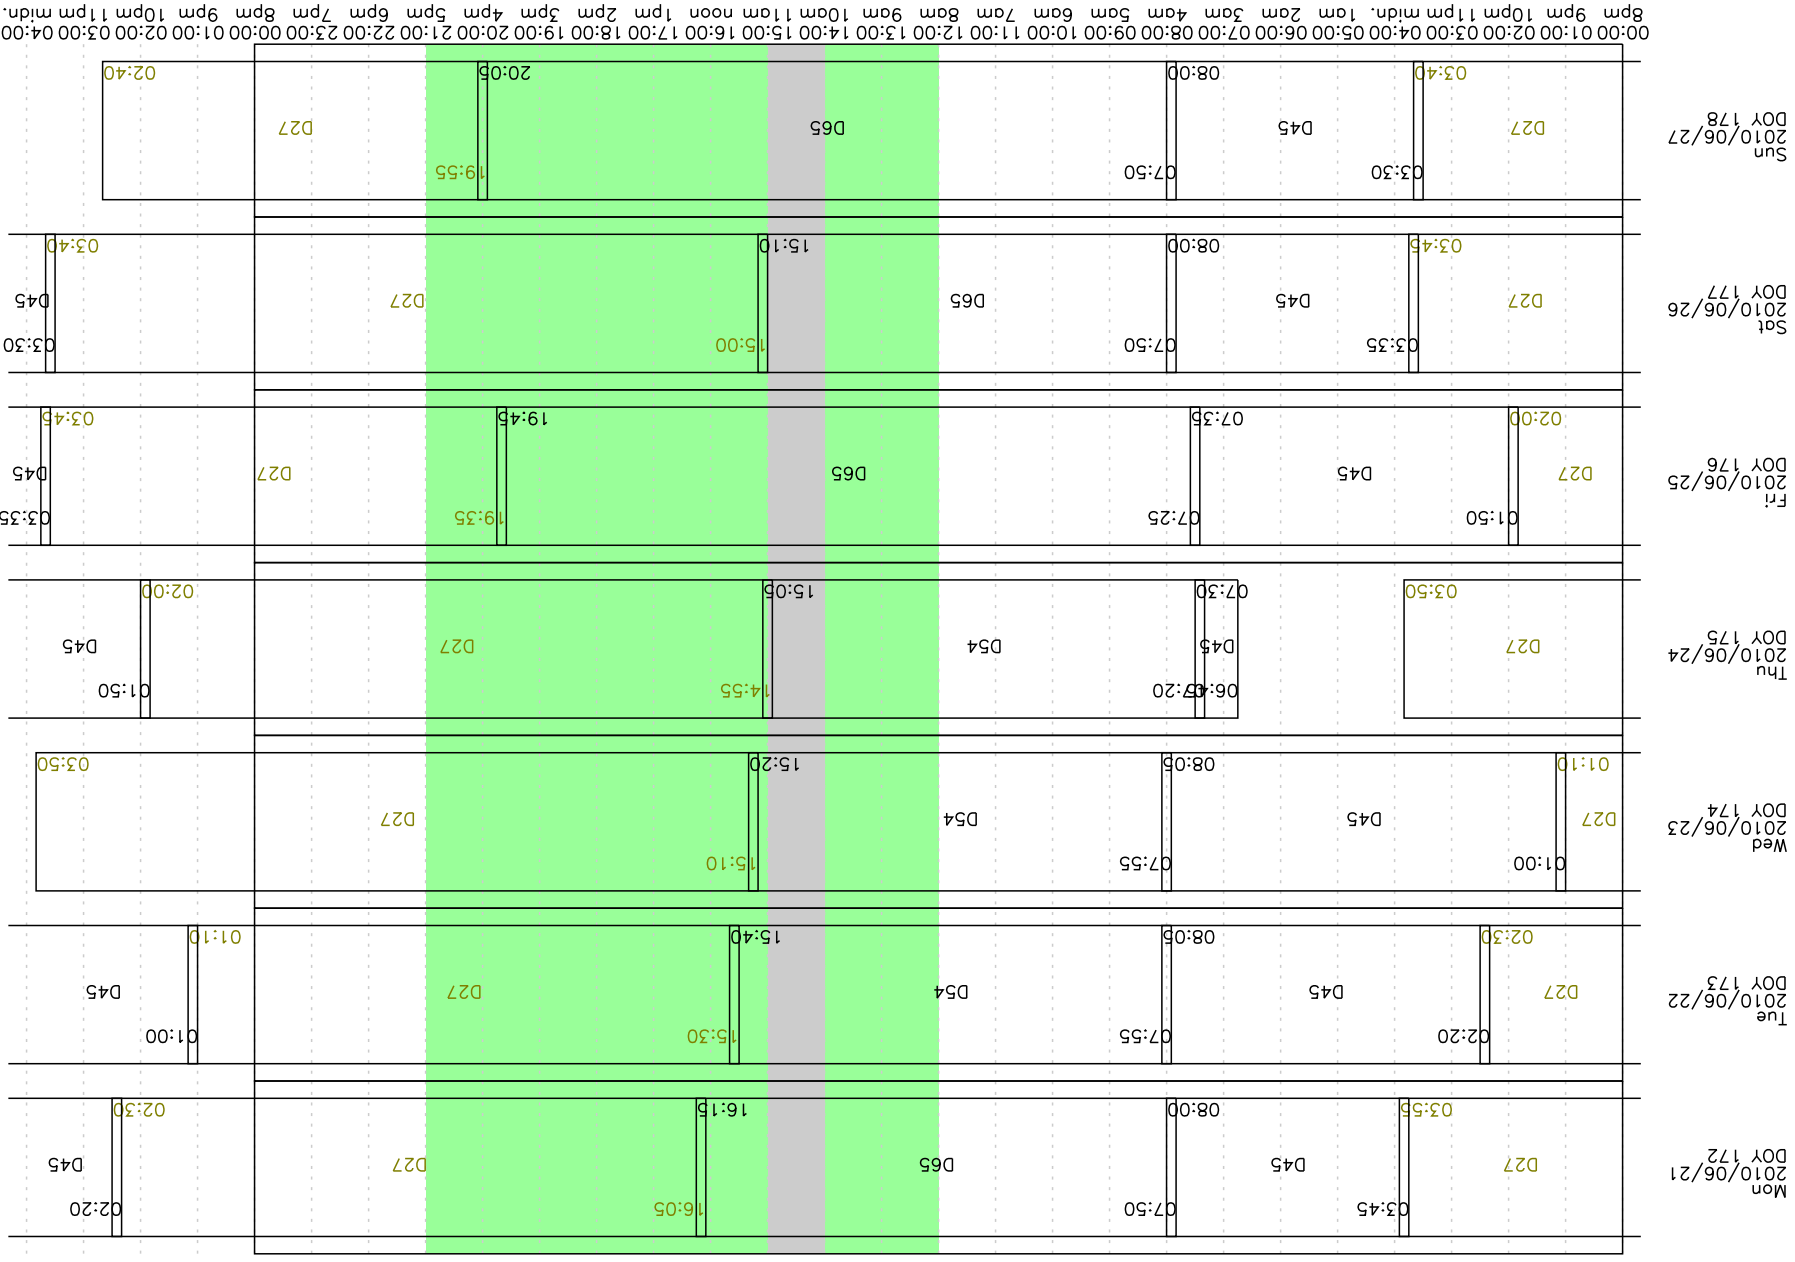 Mon
2010/06/21
DOY 172
03:45 07:50 16:05 02:20
D27 D45 D65 D27 D45
03:55 08:00 16:15 02:30
Tue
2010/06/22
DOY 173
02:20 07:55 15:30 01:00
D27 D45 D54 D27 D45
02:30 08:05 15:40 01:10
Wed
2010/06/23
DOY 174
01:00 07:55 15:10
D27 D45 D54 D27
01:10 08:05 15:20 03:50
Thu
2010/06/24
DOY 175
06:45 07:20 14:55 01:50
D27 D45 D54 D27 D45
03:50 07:30 15:05 02:00
Fri
2010/06/25
DOY 176
01:50 07:25 19:35 03:35
D27 D45 D65 D27 D45
02:00 07:35 19:45 03:45
Sat
2010/06/26
DOY 177
03:35 07:50 15:00 03:30
D27 D45 D65 D27 D45
03:45 08:00 15:10 03:40
Sun
2010/06/27
DOY 178
03:30 07:50 19:55
D27 D45 D65 D27
03:40 08:00 20:05 02:40
00:00 01:00 02:00 03:00 04:00 05:00 06:00 07:00 08:00 09:00 10:00 11:00 12:00 13:00 14:00 15:00 16:00 17:00 18:00 19:00 20:00 21:00 22:00 23:00 00:00 01:00 02:00 03:00 04:00
8pm 9pm 10pm 11pm midn. 1am 2am 3am 4am 5am 6am 7am 8am 9am 10am 11am noon 1pm 2pm 3pm 4pm 5pm 6pm 7pm 8pm 9pm 10pm 11pm midn.